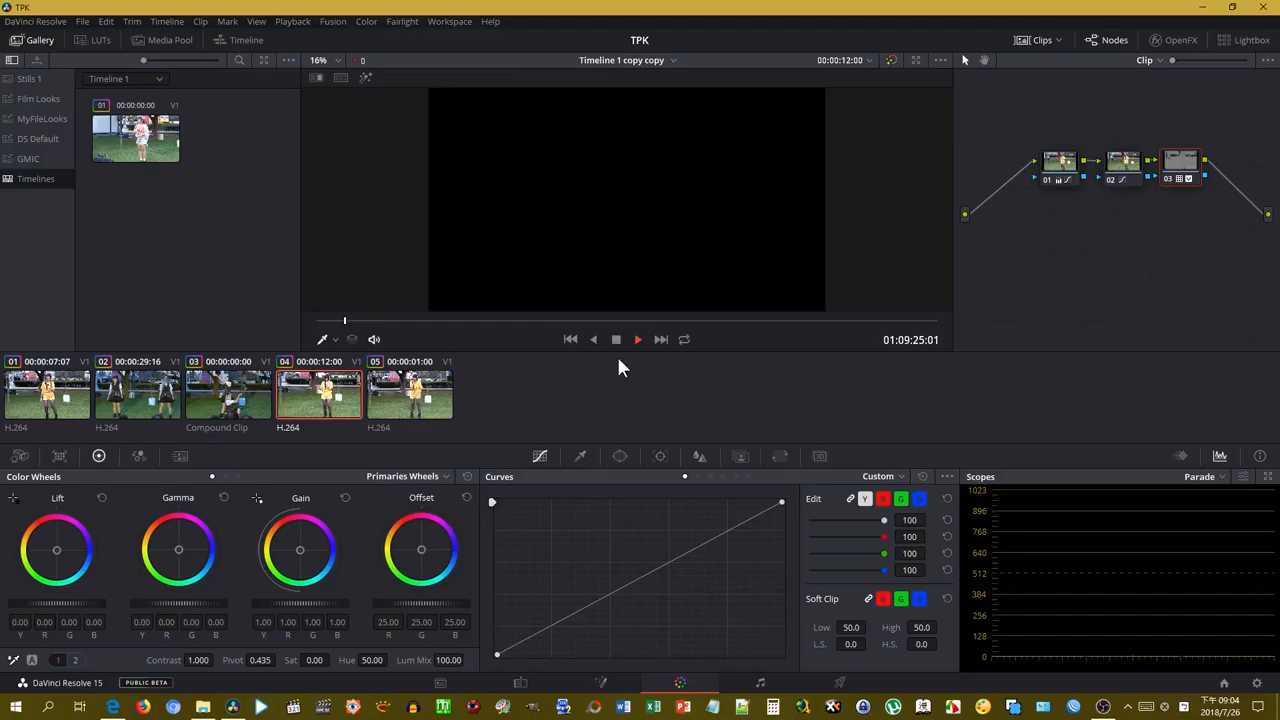 TPK
DaVinci Resolve File Edit Trim Timeline Clip Mark View Playback Fusion Color Fairlight Workspace Help
Gallery LUTs Media Pool Timeline TPK Clips Nodes OpenFX Lightbox
16% 0 Timeline 1 copy copy 00:00:12:00 Clip
Stills 1
Film Looks
MyFileLooks
DS Default
GMIC
Timelines
Timeline 1
01 00:00:00:00 V1
01 02 03
01:09:25:01
01 00:00:07:07 V1 02 00:00:29:16 V1 03 00:00:00:00 V1 04 00:00:12:00 V1 05 00:00:01:00 V1
H.264 H.264 Compound Clip H.264 H.264
Color Wheels Primaries Wheels
Lift Gamma Gain Offset
0.00 0.00 0.00 0.00 0.00 0.00 0.00 0.00 1.00 1.00 1.00 1.00 25.00 25.00 25.00
Y R G B Y R G B Y R G B R G B
A 1 2 Contrast 1.000 Pivot 0.435 Sat 0.00 Hue 50.00 Lum Mix 100.00
Curves Custom
Edit Y R G B
100
100
100
100
Soft Clip R G B
Low 50.0 High 50.0
L.S. 0.0 H.S. 0.0
Scopes Parade
1023
896
768
640
512
384
256
128
0
DaVinci Resolve 15 PUBLIC BETA
下午 09:04
2018/7/26